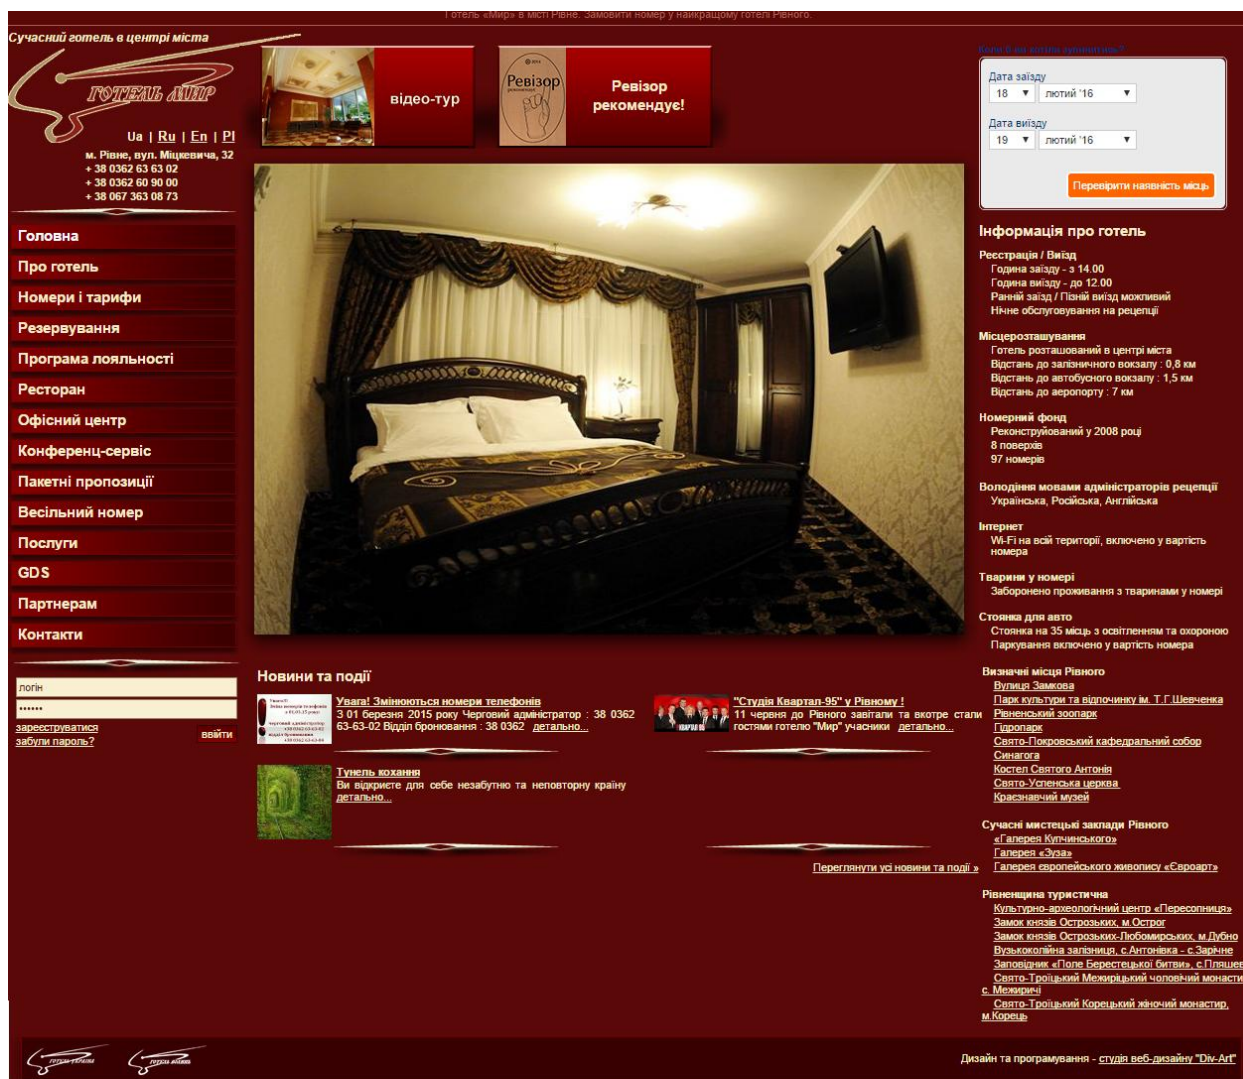 Готель «Мир» в місті Рівне. Замовити номер у найкращому готелі Рівного.
Сучасний готель в центрі міста
ГОТЕЛЬ МИР
Ua | Ru | En | Pl
м. Рівне, вул. Міцкевича, 32
+ 38 0362 63 63 02
+ 38 0362 60 90 00
+ 38 067 363 08 73
Головна
Про готель
Номери і тарифи
Резервування
Програма лояльності
Ресторан
Офісний центр
Конференц-сервіс
Пакетні пропозиції
Весільний номер
Послуги
GDS
Партнерам
Контакти
логін
••••••
зареєструватися
забули пароль?
ввійти
відео-тур
Ревізор
Ревізор
рекомендує!
Новини та події
Увага! Змінюються номери телефонів
З 01 березня 2015 року Черговий адміністратор : 38 0362
63-63-02 Відділ бронювання : 38 0362 детально...
КВАРТАЛ 95
"Студія Квартал-95" у Рівному !
11 червня до Рівного завітали та вкотре стали
гостями готелю "Мир" учасники детально...
Тунель кохання
Ви відкриєте для себе незабутню та неповторну країну
детально...
Переглянути усі новини та події »
Дата заїзду
18 лютий '16
Дата виїзду
19 лютий '16
Перевірити наявність місць
Інформація про готель
Реєстрація / Виїзд
Година заїзду - з 14.00
Година виїзду - до 12.00
Ранній заїзд / Пізній виїзд можливий
Нічне обслуговування на рецепції
Місцерозташування
Готель розташований в центрі міста
Відстань до залізничного вокзалу : 0,8 км
Відстань до автобусного вокзалу : 1,5 км
Відстань до аеропорту : 7 км
Номерний фонд
Реконструйований у 2008 році
8 поверхів
97 номерів
Володіння мовами адміністраторів рецепції
Українська, Російська, Англійська
Інтернет
Wi-Fi на всій території, включено у вартість
номера
Тварини у номері
Заборонено проживання з тваринами у номері
Стоянка для авто
Стоянка на 35 місць з освітленням та охороною
Паркування включено у вартість номера
Визначні місця Рівного
Вулиця Замкова
Парк культури та відпочинку ім. Т.Г.Шевченка
Рівненський зоопарк
Гідропарк
Свято-Покровський кафедральний собор
Синагога
Костел Святого Антонія
Свято-Успенська церква
Краєзнавчий музей
Сучасні мистецькі заклади Рівного
«Галерея Купчинського»
Галерея «Зуза»
Галерея європейського живопису «Євроарт»
Рівненщина туристична
Культурно-археологічний центр «Пересопниця»
Замок князів Острозьких, м.Острог
Замок князів Острозьких-Любомирських, м.Дубно
Вузькоколійна залізниця, с.Антонівка - с.Зарічне
Заповідник «Поле Берестецької битви», с.Пляшев
Свято-Троїцький Межиріцький чоловічий монасти
с. Межиричі
Свято-Троїцький Корецький жіночий монастир,
м.Корець
Дизайн та програмування - студія веб-дизайну "Div-Art"